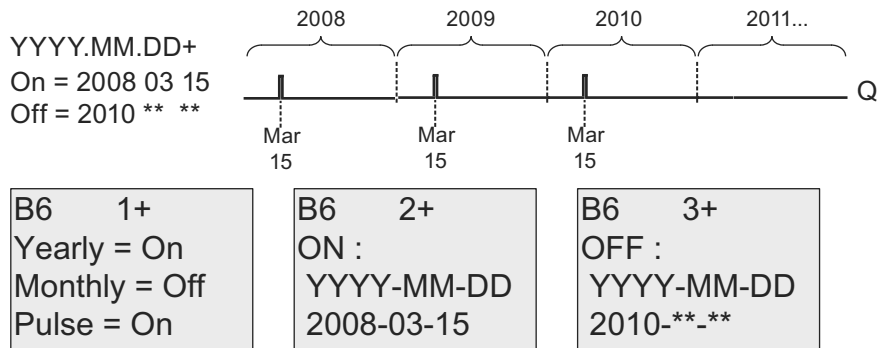 2008 2009 2010 2011...
YYYY.MM.DD+
On = 2008 03 15
Off = 2010 ** **
Q
Mar Mar Mar
15 15 15
B6 1+
Yearly = On
Monthly = Off
Pulse = On
B6 2+
ON :
YYYY-MM-DD
2008-03-15
B6 3+
OFF :
YYYY-MM-DD
2010-**-**